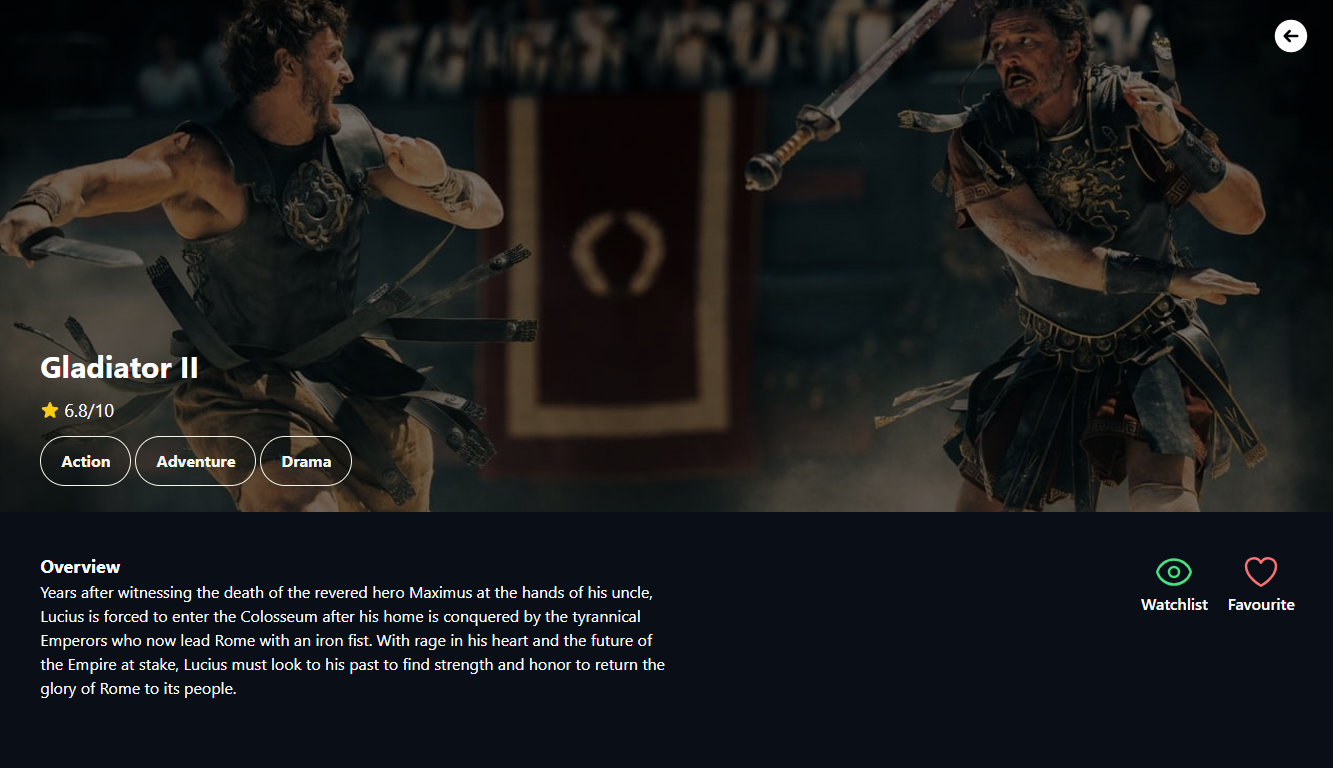 Gladiator II
6.8/10
Action
Adventure
Drama
Overview
Years after witnessing the death of the revered hero Maximus at the hands of his uncle,
Lucius is forced to enter the Colosseum after his home is conquered by the tyrannical
Emperors who now lead Rome with an iron fist. With rage in his heart and the future of
the Empire at stake, Lucius must look to his past to find strength and honor to return the
glory of Rome to its people.
Watchlist
Favourite